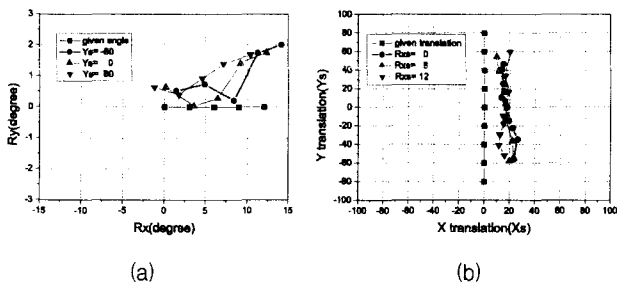 given angle
Ys= -80
Ys= 0
Ys= 80
3
2
1
0
-1
-2
-3
Ry(degree)
-15 -10 -5 0 5 10 15
Rx(degree)
(a)
given translation
Rxs= 0
Rxs= 6
Rxs= 12
100
80
60
40
20
0
-20
-40
-60
-80
-100
Y translation(Ys)
-100 -80 -60 -40 -20 0 20 40 60 80 100
X translation(Xs)
(b)